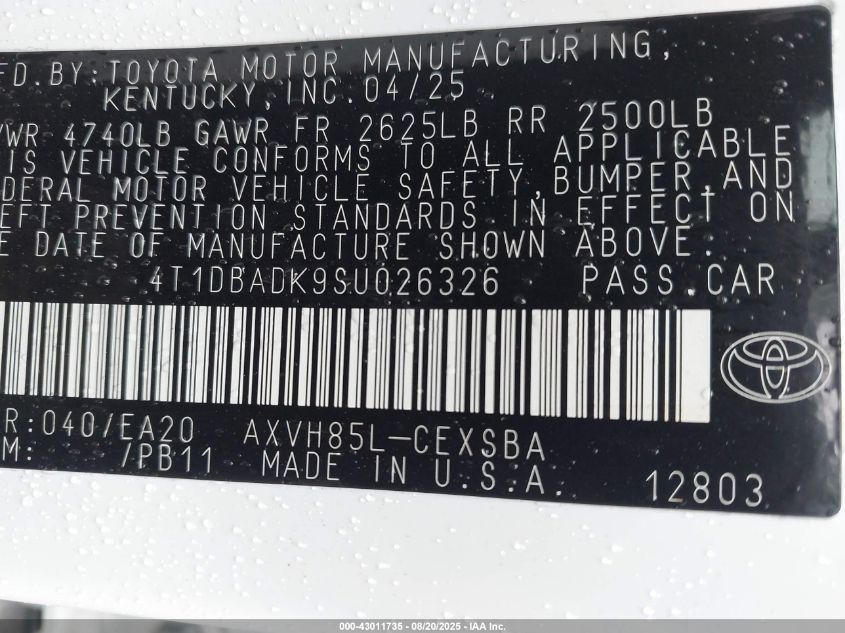 FD. BY: TOYOTA MOTOR MANUFACTURING,
KENTUCKY, INC. 04/25
VWR 4740LB GAWR FR 2625LB RR 2500LB
IS VEHICLE CONFORMS TO ALL APPLICABLE
DERAL MOTOR VEHICLE SAFETY, BUMPER, AND
EFT PREVENTION STANDARDS IN EFFECT ON
E DATE OF MANUFACTURE SHOWN ABOVE.
4T1DBADK9SU026326 PASS.CAR
R:040/EA20 AXVH85L-CEXSBA
M: /PB11 MADE IN U.S.A. 12803
000-43011735 - 08/20/2025 - IAA Inc.